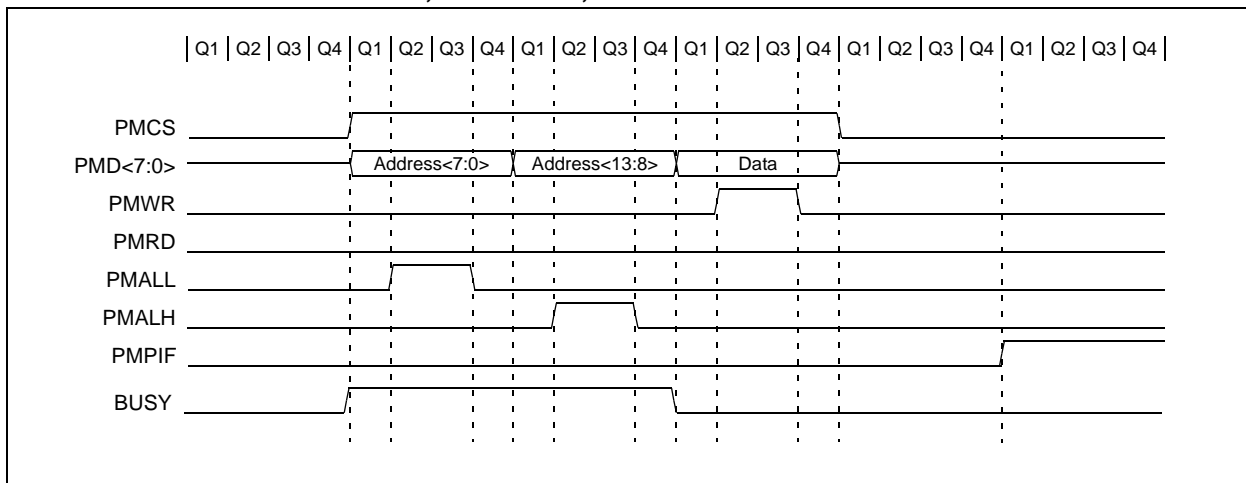 Q1 Q2 Q3 Q4 Q1 Q2 Q3 Q4 Q1 Q2 Q3 Q4 Q1 Q2 Q3 Q4 Q1 Q2 Q3 Q4 Q1 Q2 Q3 Q4
PMCS
PMD<7:0> Address<7:0> Address<13:8> Data
PMWR
PMRD
PMALL
PMALH
PMPIF
BUSY